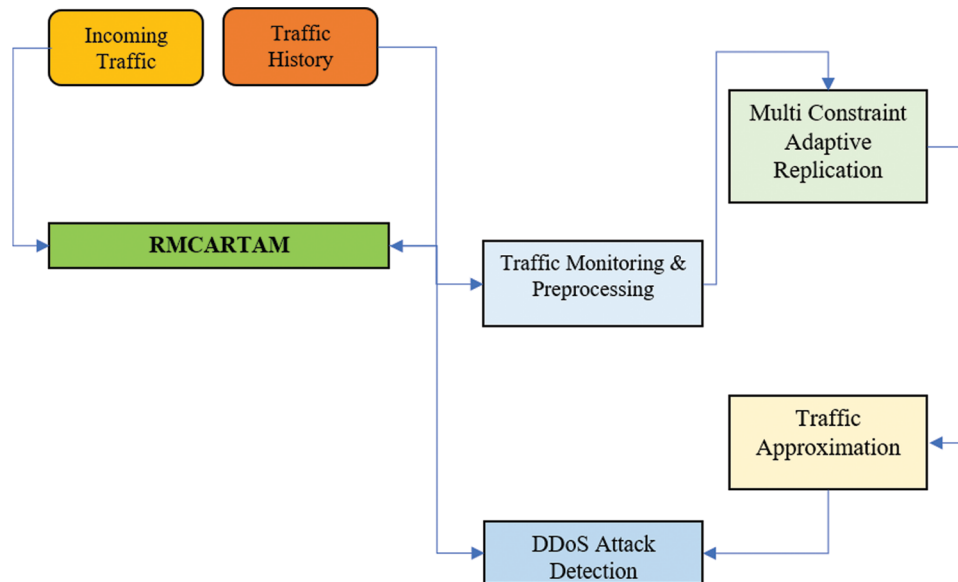 Incoming
Traffic
Traffic
History
Multi Constraint
Adaptive
Replication
RMCARTAM
Traffic Monitoring &
Preprocessing
Traffic
Approximation
DDoS Attack
Detection